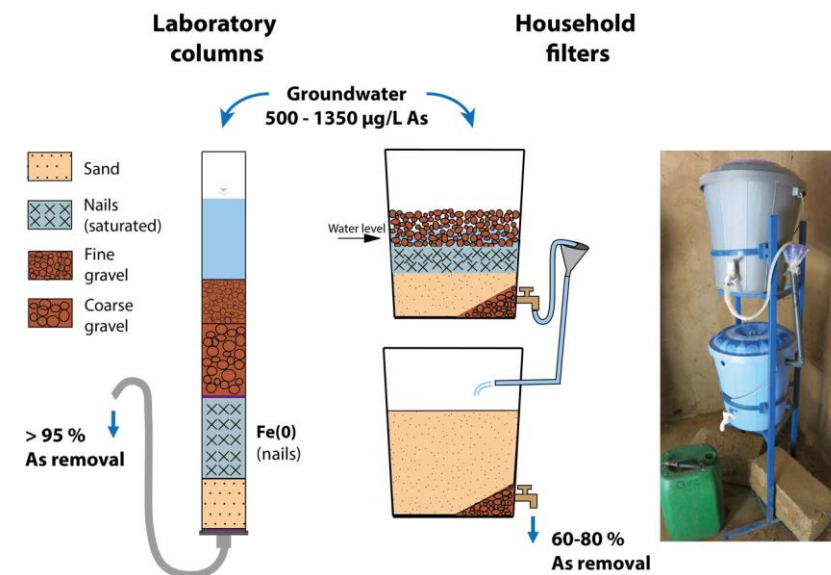 Laboratory
columns
Household
filters
Groundwater
500 - 1350 µg/L As
Sand
Nails
(saturated)
Fine
gravel
Coarse
gravel
Water level
> 95 %
As removal
Fe(0)
(nails)
60-80 %
As removal